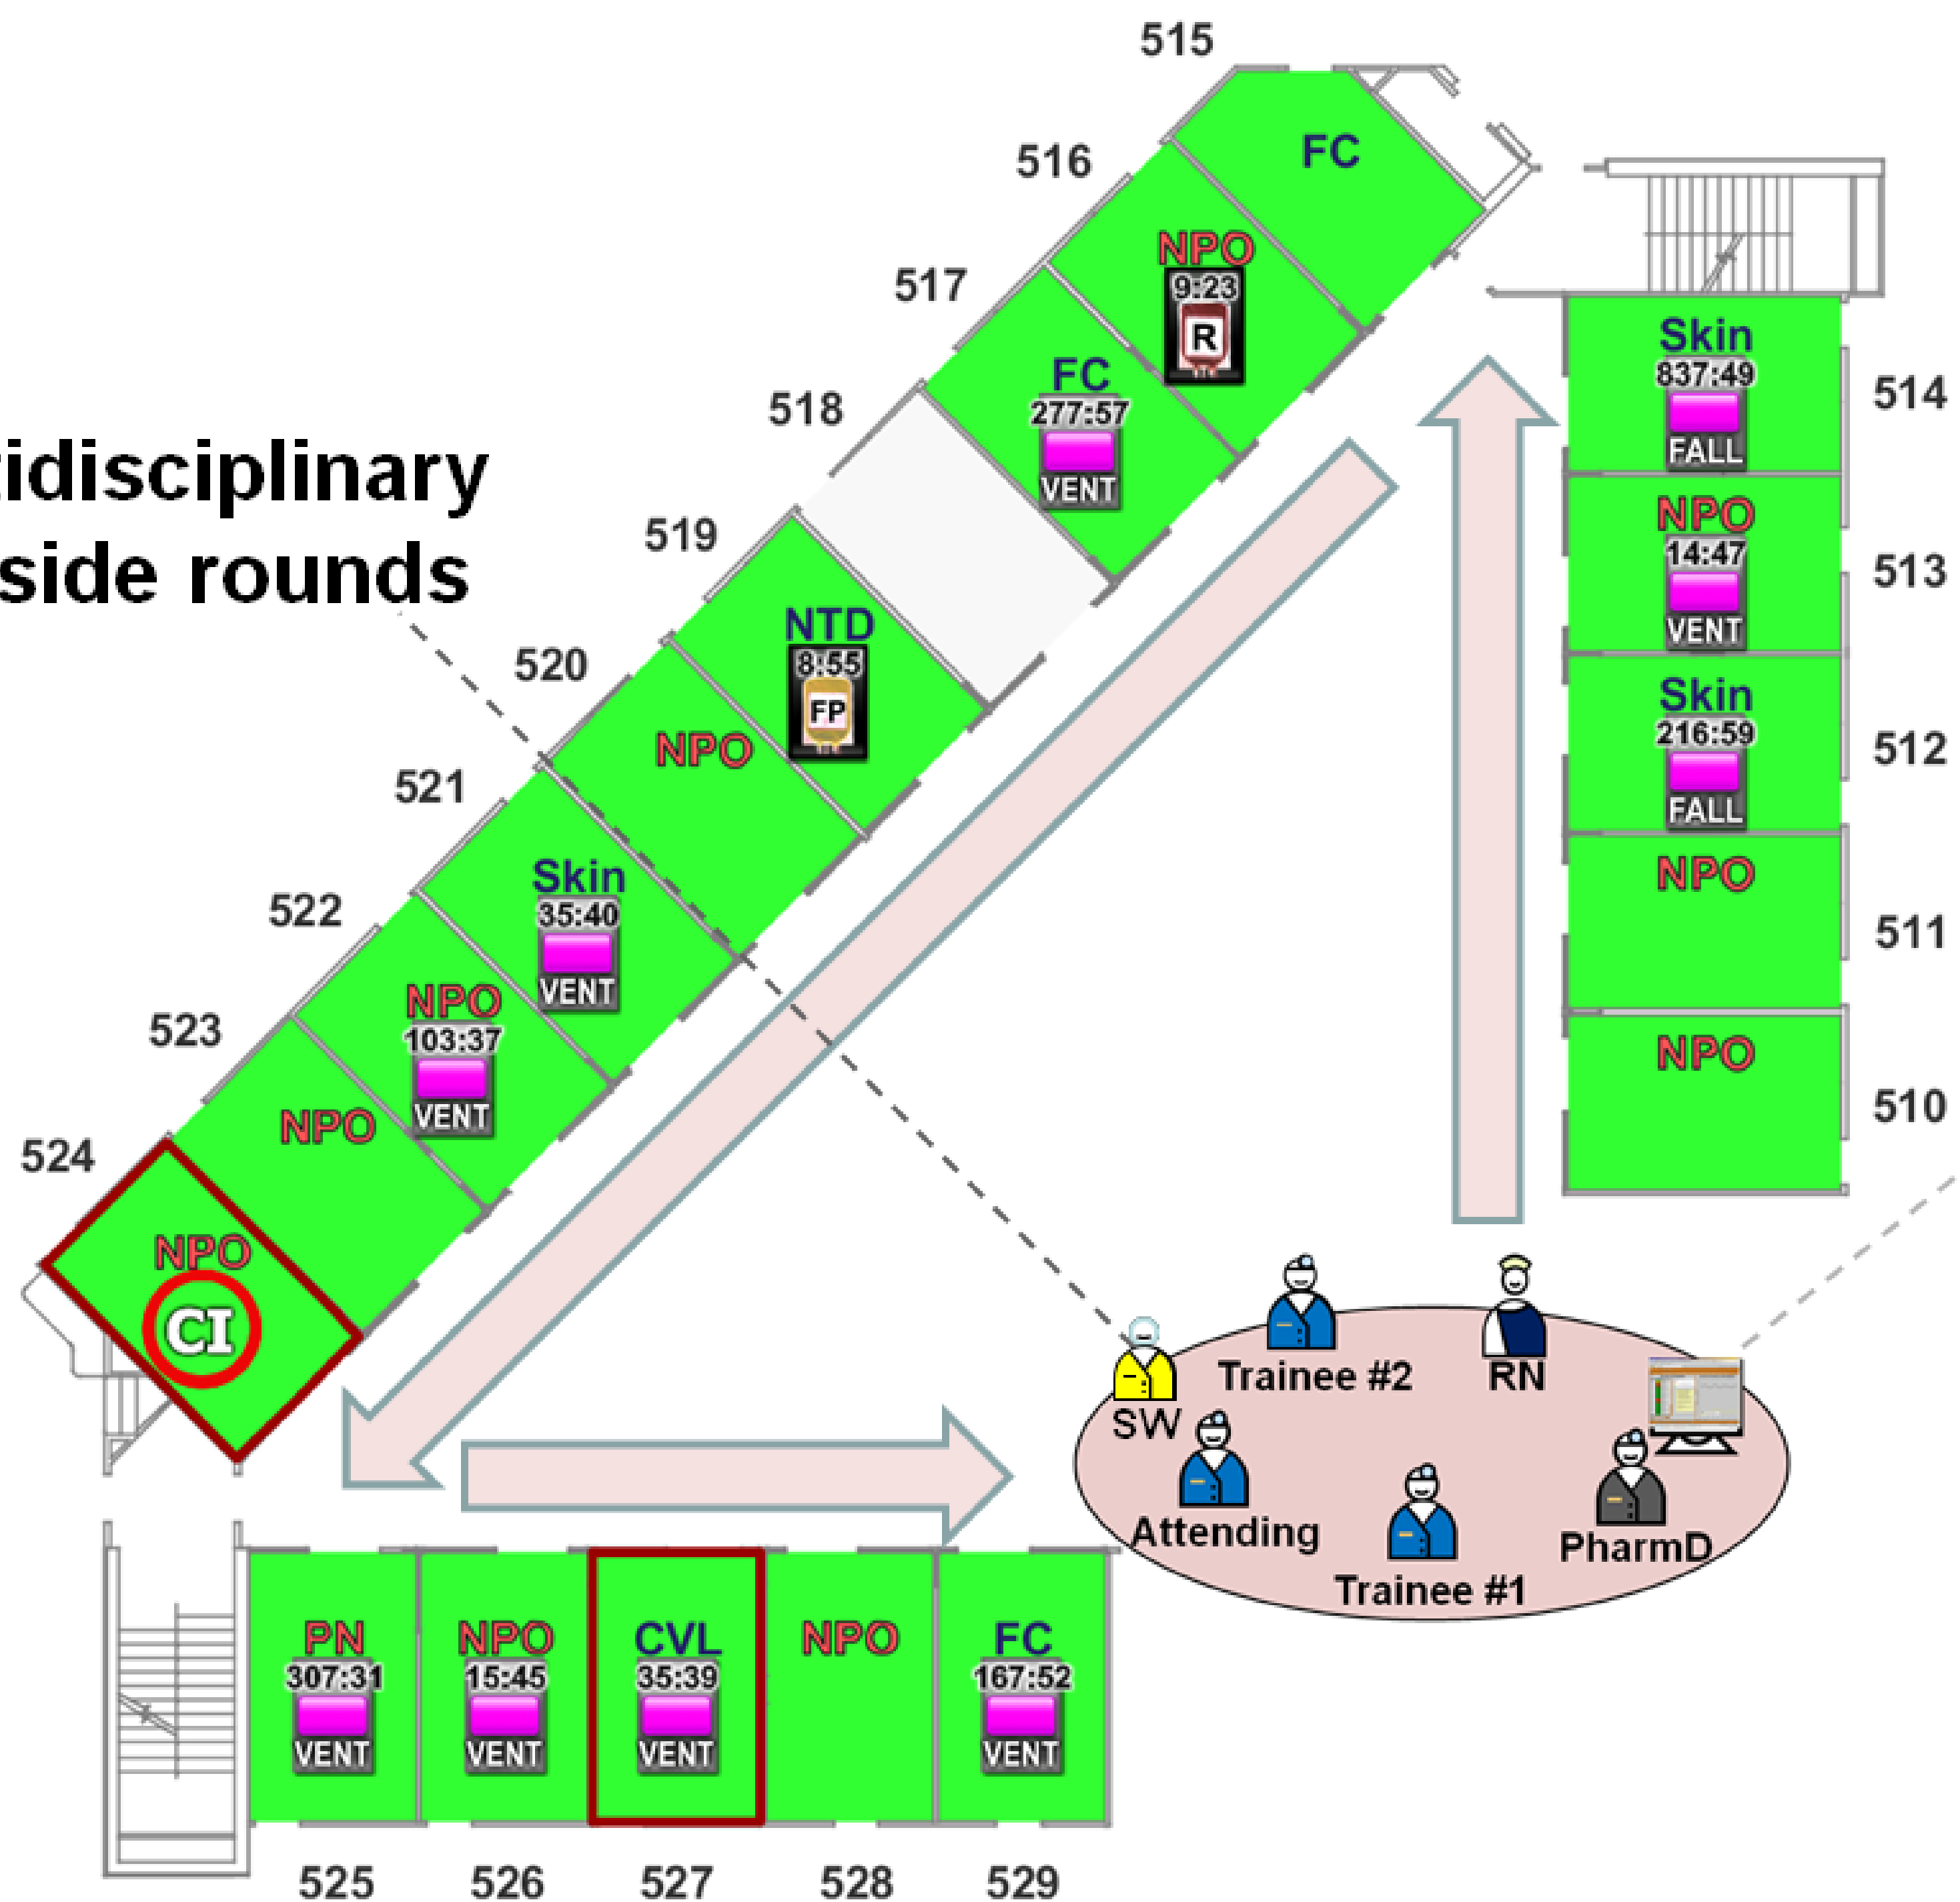 515
FC
516
NPO
9:23
R
517
FC
277:57
VENT
518
tidisciplinary
side rounds
519
NTD
8:55
FP
520
NPO
521
Skin
35:40
VENT
522
NPO
103:37
VENT
523
NPO
524
NPO
CI
Skin
837:49
FALL
514
NPO
14:47
VENT
513
Skin
216:59
FALL
512
NPO
511
NPO
510
SW
Trainee #2
RN
Attending
Trainee #1
PharmD
PN
307:31
VENT
NPO
15:45
VENT
CVL
35:39
VENT
NPO
FC
167:52
VENT
525 526 527 528 529